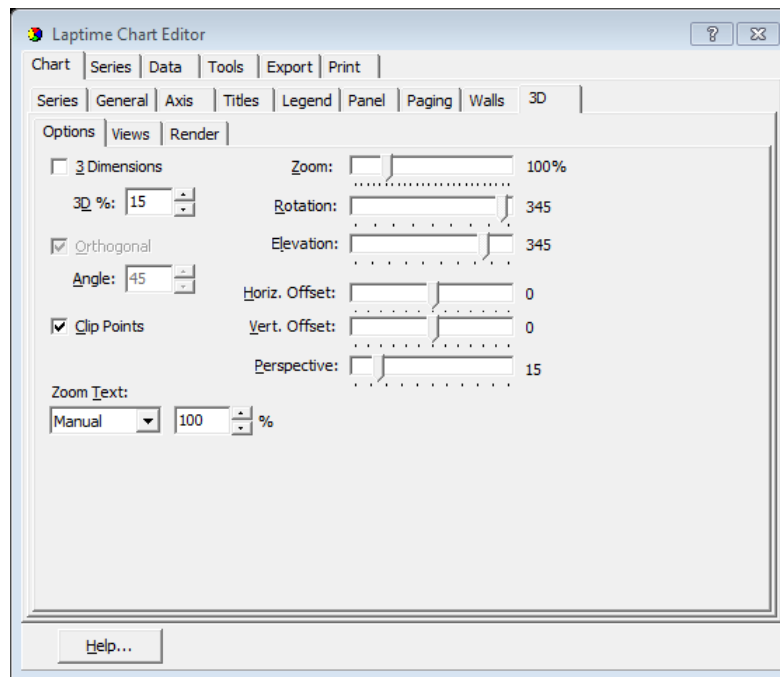 Laptime Chart Editor
Chart Series Data Tools Export Print
Series General Axis Titles Legend Panel Paging Walls 3D
Options Views Render
3 Dimensions Zoom: 100%
3D %: 15 Rotation: 345
Orthogonal Elevation: 345
Angle: 45 Horiz. Offset: 0
Clip Points Vert. Offset: 0
Perspective: 15
Zoom Text:
Manual 100 %
Help...